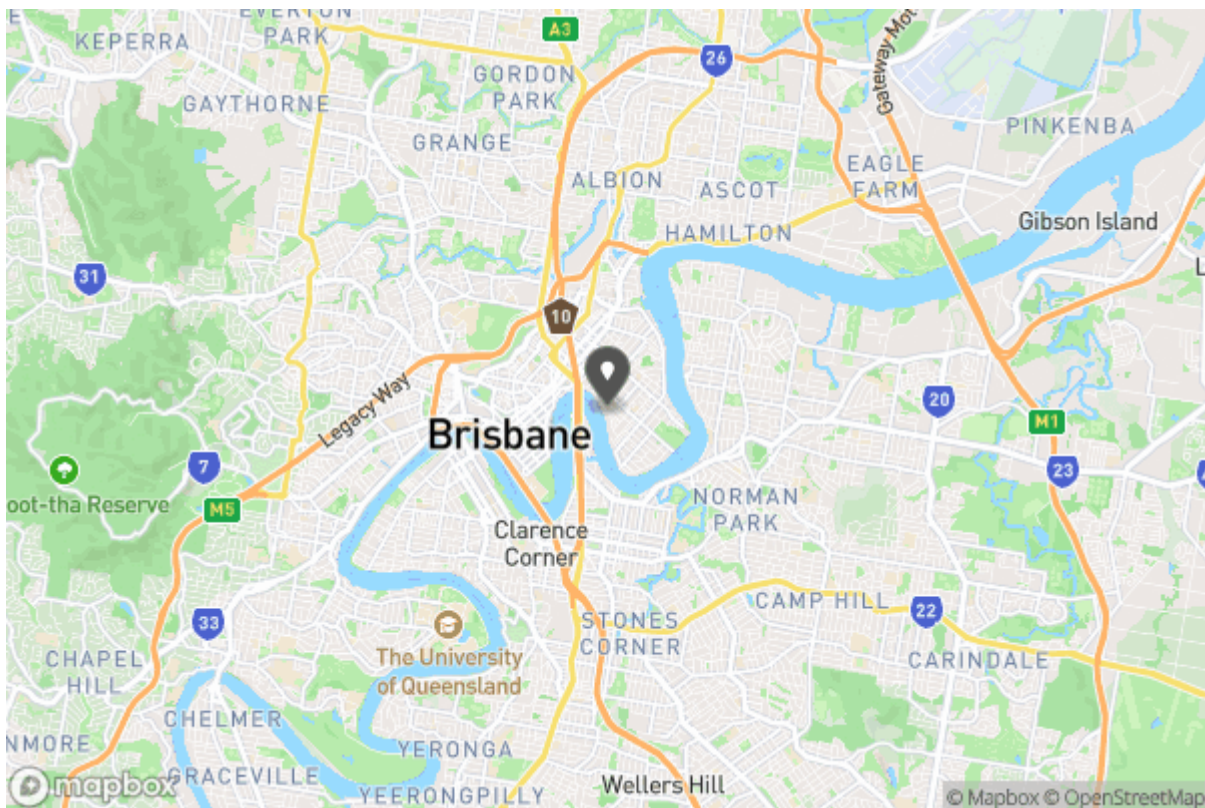 EVERTON
PARK
KEPERRA
A3
26
Gateway Mot
GORDON
PARK
GAYTHORNE
GRANGE
PINKENBA
EAGLE
FARM
ALBION
ASCOT
HAMILTON
Gibson Island
31
L
10
Legacy Way
20
M1
Brisbane
7
23
oot-tha Reserve
M5
NORMAN
PARK
Clarence
Corner
CAMP HILL
22
33
STONES
CORNER
The University
of Queensland
CARINDALE
CHAPEL
HILL
CHELMER
NMORE
YERONGA
GRACEVILLE
YEERONGPILLY
Wellers Hill
mapbox
© Mapbox © OpenStreetMap